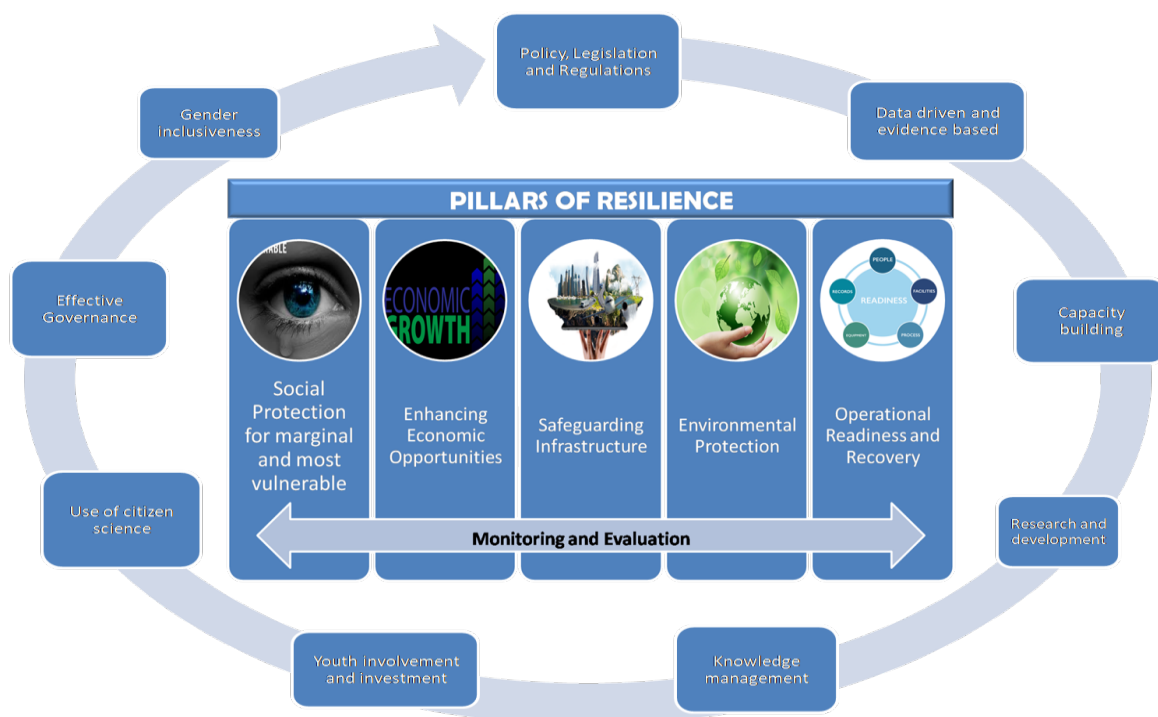 Policy, Legislation
and Regulations
Gender
inclusiveness
Data driven and
evidence based
PILLARS OF RESILIENCE
Effective
Governance
Capacity
building
ECONOMIC
GROWTH
PEOPLE
RECORDS
FACILITIES
READINESS
EQUIPMENT
PROCESS
Social
Protection
for marginal
and most
vulnerable
Enhancing
Economic
Opportunities
Safeguarding
Infrastructure
Environmental
Protection
Operational
Readiness and
Recovery
Use of citizen
science
Research and
development
Monitoring and Evaluation
Youth involvement
and investment
Knowledge
management